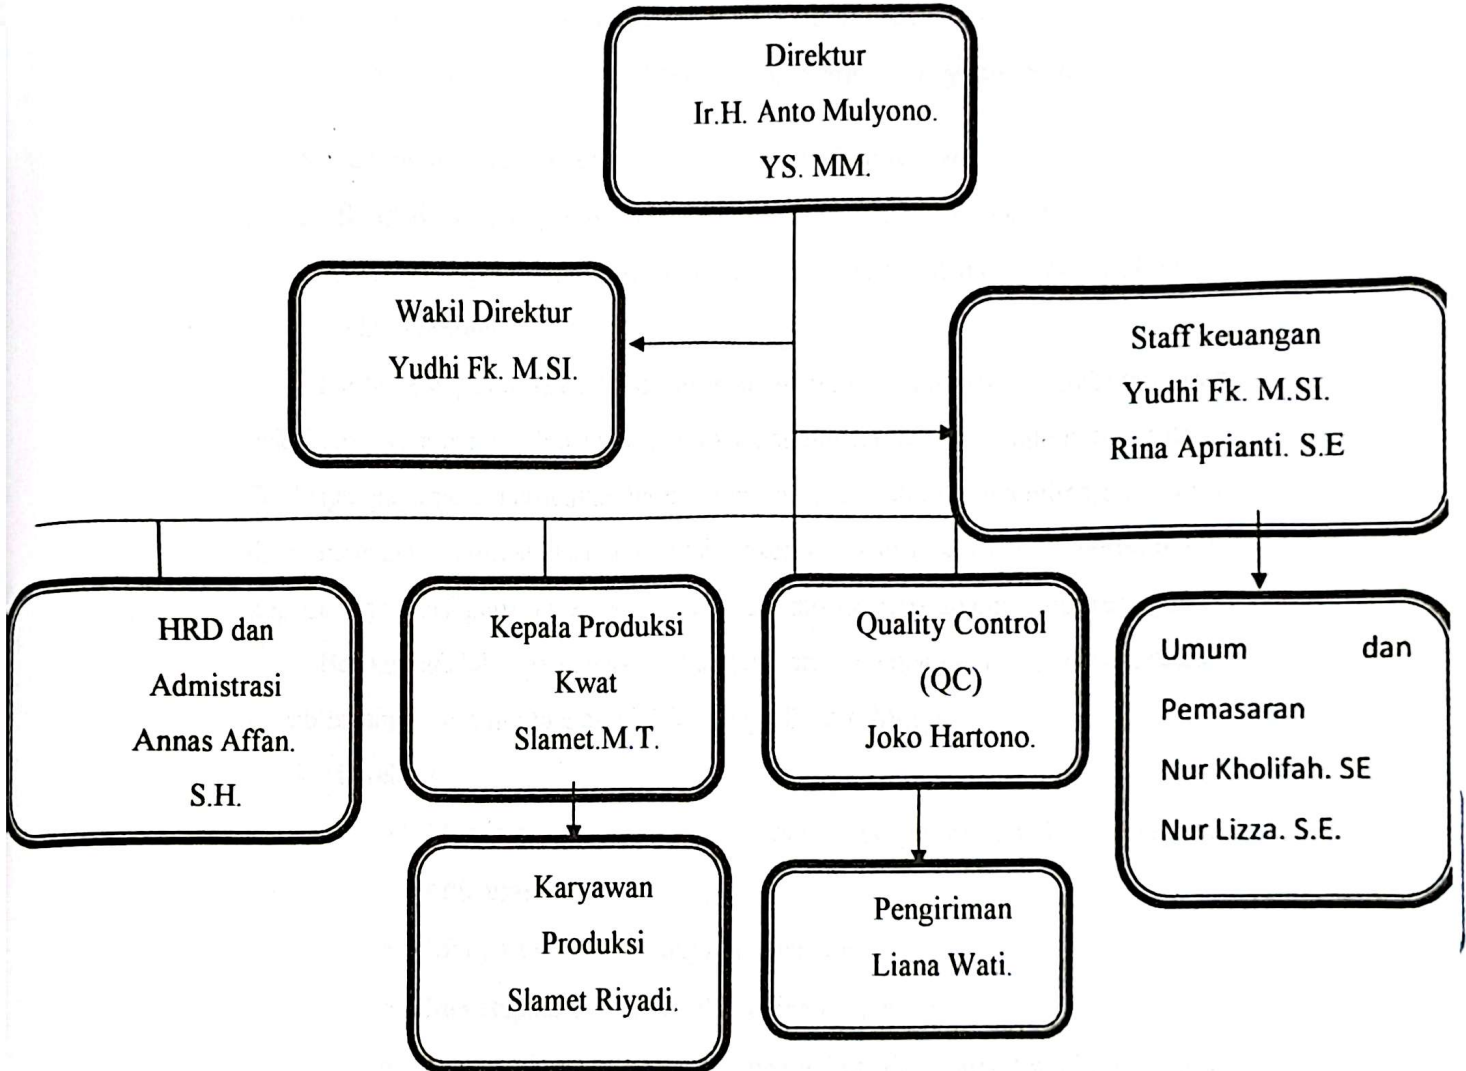 Direktur
Ir.H. Anto Mulyono.
YS. MM.
Wakil Direktur
Yudhi Fk. M.SI.
Staff keuangan
Yudhi Fk. M.SI.
Rina Aprianti. S.E
HRD dan
Admistrasi
Annas Affan.
S.H.
Kepala Produksi
Kwat
Slamet.M.T.
Quality Control
(QC)
Joko Hartono.
Umum dan
Pemasaran
Nur Kholifah. SE
Nur Lizza. S.E.
Karyawan
Produksi
Slamet Riyadi.
Pengiriman
Liana Wati.